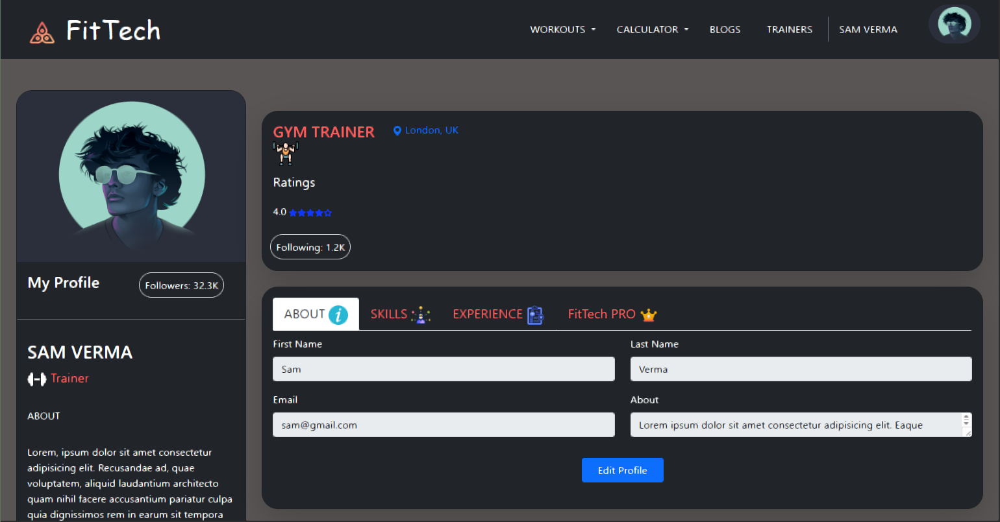 FitTech
WORKOUTS
CALCULATOR
BLOGS
TRAINERS
SAM VERMA
My Profile
Followers: 32.3K
SAM VERMA
Trainer
ABOUT
Lorem, ipsum dolor sit amet consectetur
adipisicing elit. Recusandae ad, quae
voluptatem, aliquid laudantium architecto
quam nihil facere accusantium pariatur culpa
quia dignissimos rem in earum sit tempora
GYM TRAINER
London, UK
Ratings
4.0
Following: 1.2K
ABOUT i
SKILLS
EXPERIENCE
FitTech PRO
First Name
Last Name
Sam
Verma
Email
About
sam@gmail.com
Lorem ipsum dolor sit amet consectetur adipisicing elit. Eaque
Edit Profile